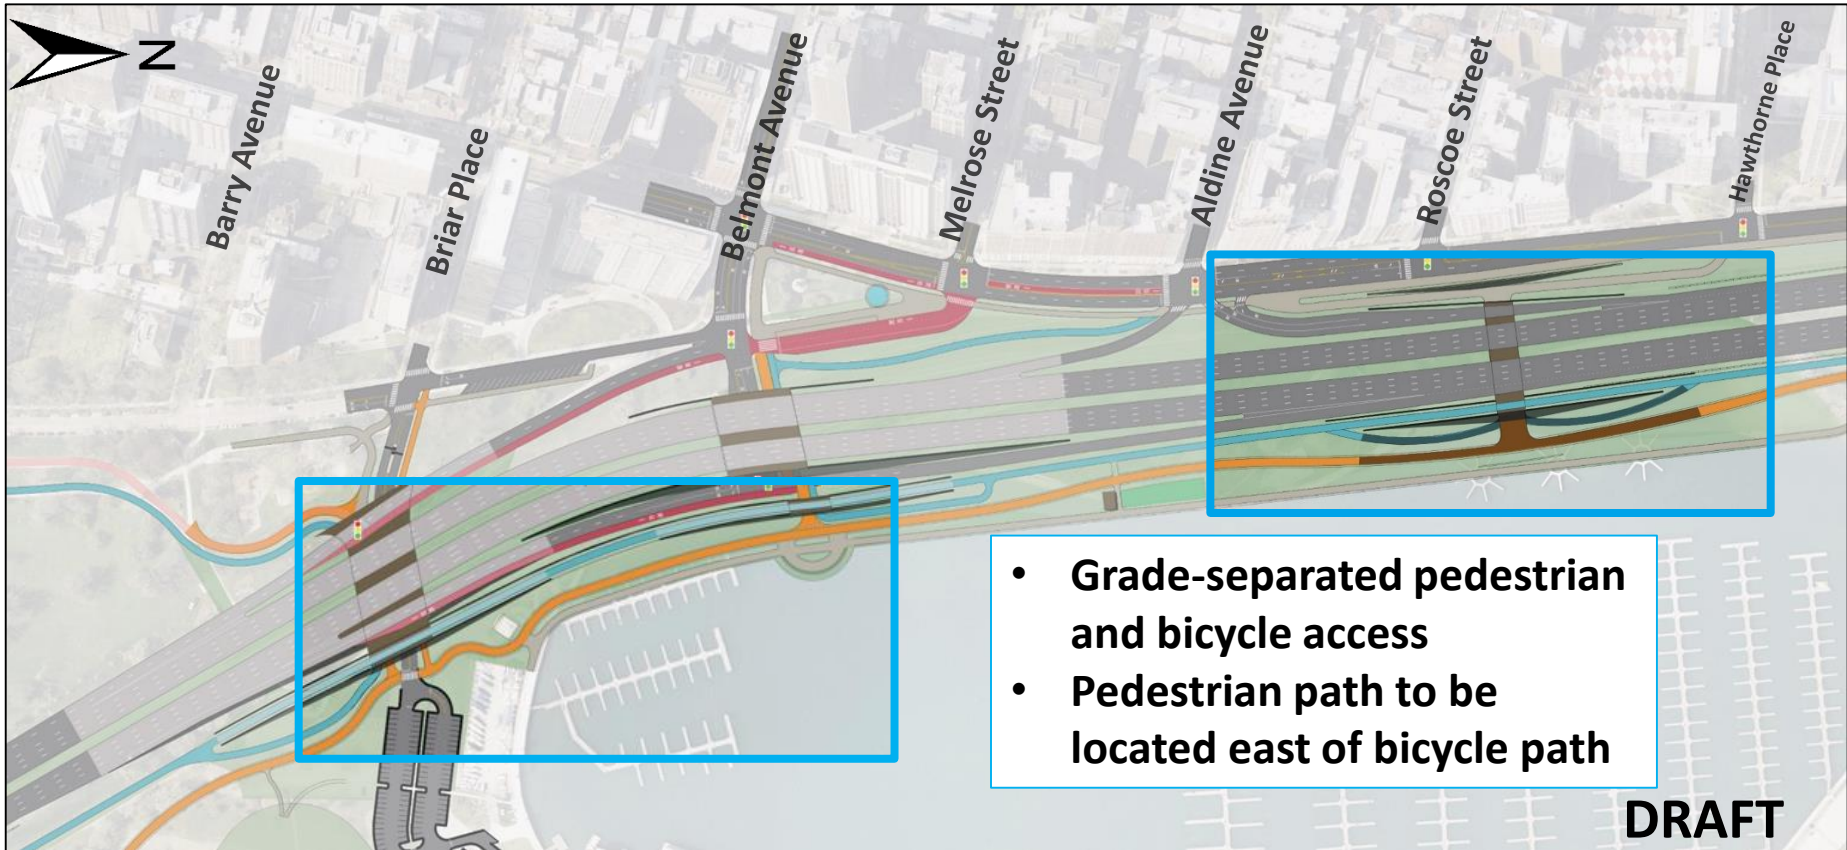 N
Barry Avenue
Briar Place
Belmont Avenue
Melrose Street
Aldine Avenue
Roscoe Street
Hawthorne Place
• Grade-separated pedestrian
and bicycle access
• Pedestrian path to be
located east of bicycle path
DRAFT